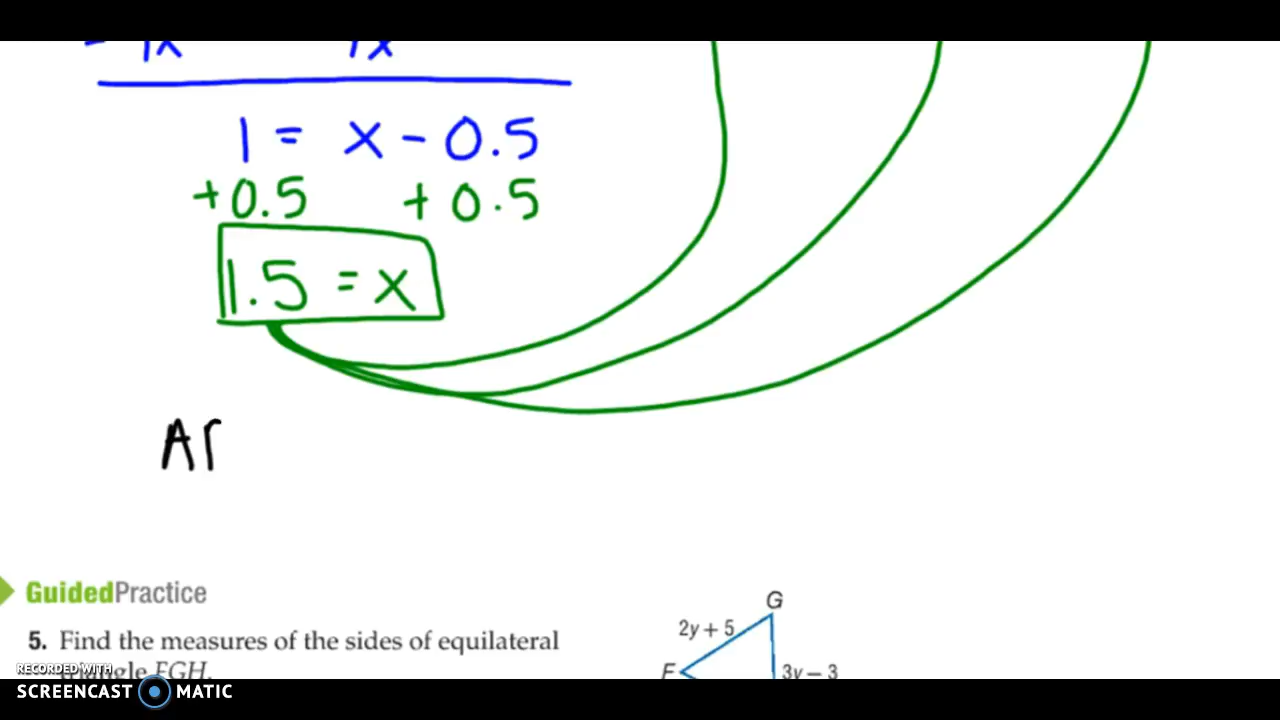 1 = x - 0.5
+0.5 + 0.5
1.5 = x
GuidedPractice
5. Find the measures of the sides of equilateral
FGH.
G
2y + 5
F
3y - 3
RECORDED WITH
SCREENCAST MATIC